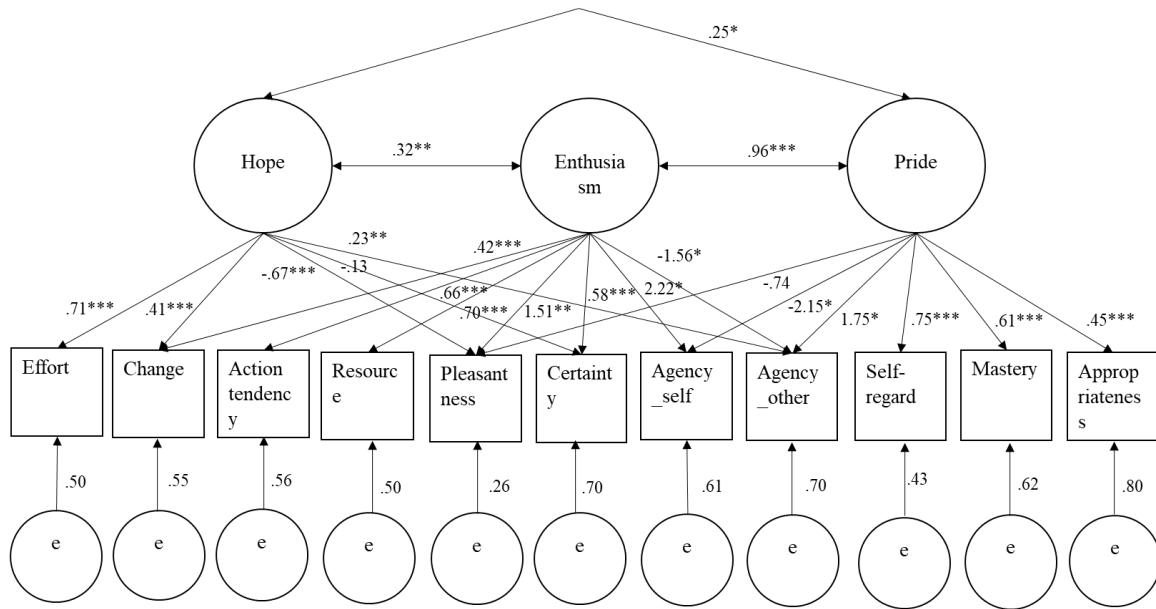 .25*
Hope
.32**
Enthusia
sm
.96***
Pride
.23**
.42***
-1.56*
-.67***
-.13
-.74
.71***
.41***
.66***
.70***
1.51**
.58***
2.22*
-2.15*
1.75*
.75***
.61***
.45***
Effort
Change
Action
tendenc
y
Resourc
e
Pleasant
ness
Certaint
y
Agency
_self
Agency
_other
Self-
regard
Mastery
Approp
riatenes
s
.50
.55
.56
.50
.26
.70
.61
.70
.43
.62
.80
e
e
e
e
e
e
e
e
e
e
e